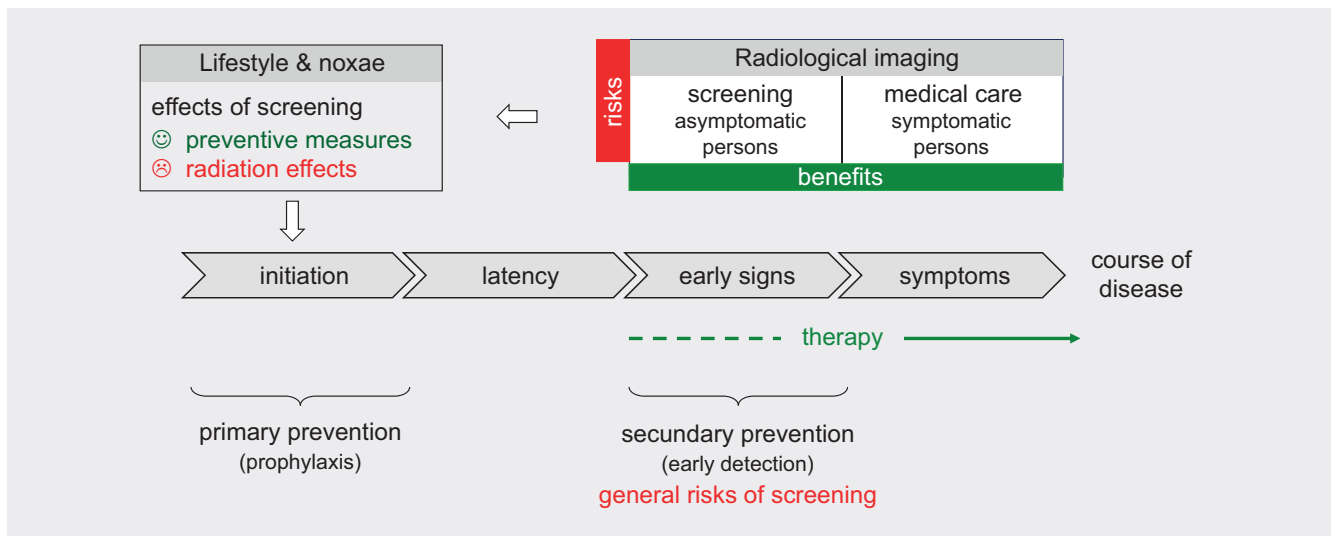 Lifestyle & noxae
effects of screening
☺ preventive measures
☹ radiation effects
risks
Radiological imaging
screening
asymptomatic
persons
medical care
symptomatic
persons
benefits
initiation
latency
early signs
symptoms
course of
disease
therapy
primary prevention
(prophylaxis)
secundary prevention
(early detection)
general risks of screening